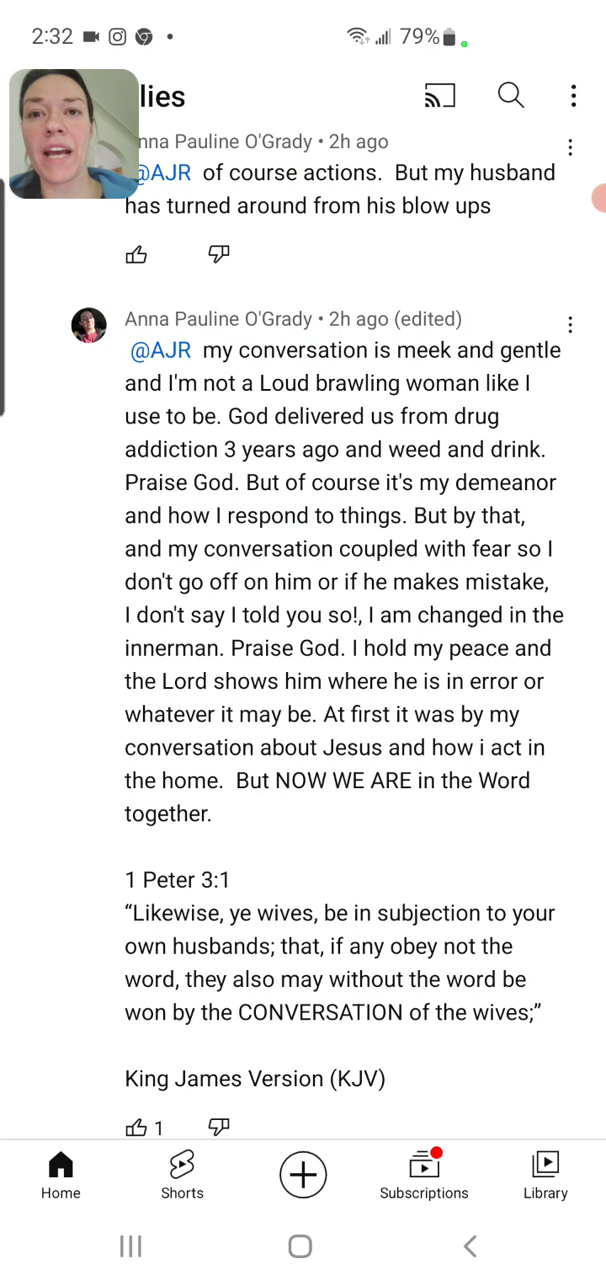 2:32 79%
lies
nna Pauline O'Grady • 2h ago
@AJR of course actions. But my husband
has turned around from his blow ups
Anna Pauline O'Grady • 2h ago (edited)
@AJR my conversation is meek and gentle
and I'm not a Loud brawling woman like I
use to be. God delivered us from drug
addiction 3 years ago and weed and drink.
Praise God. But of course it's my demeanor
and how I respond to things. But by that,
and my conversation coupled with fear so I
don't go off on him or if he makes mistake,
I don't say I told you so!, I am changed in the
innerman. Praise God. I hold my peace and
the Lord shows him where he is in error or
whatever it may be. At first it was by my
conversation about Jesus and how i act in
the home. But NOW WE ARE in the Word
together.
1 Peter 3:1
“Likewise, ye wives, be in subjection to your
own husbands; that, if any obey not the
word, they also may without the word be
won by the CONVERSATION of the wives;”
King James Version (KJV)
1
Home Shorts Subscriptions Library